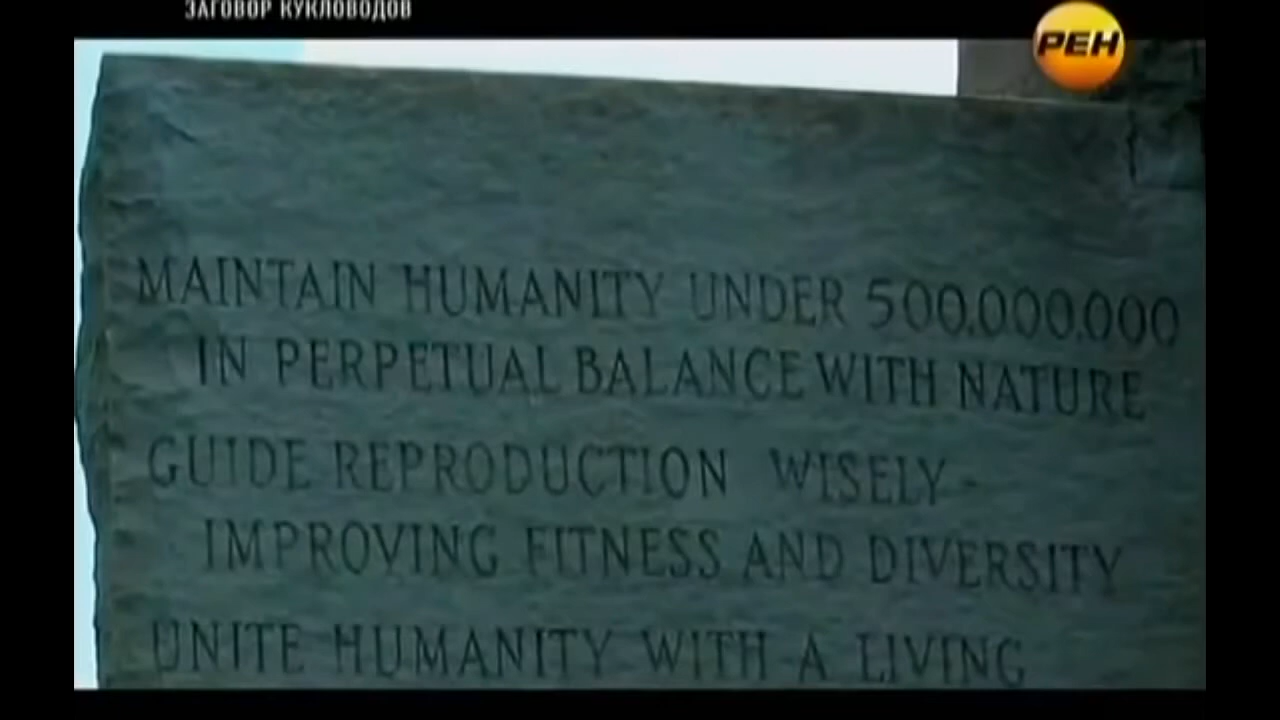 ЗАГОВОР КУКЛОВОДОВ
РЕН
MAINTAIN HUMANITY UNDER 500,000,000
IN PERPETUAL BALANCE WITH NATURE
GUIDE REPRODUCTION WISELY -
IMPROVING FITNESS AND DIVERSITY
UNITE HUMANITY WITH A LIVING